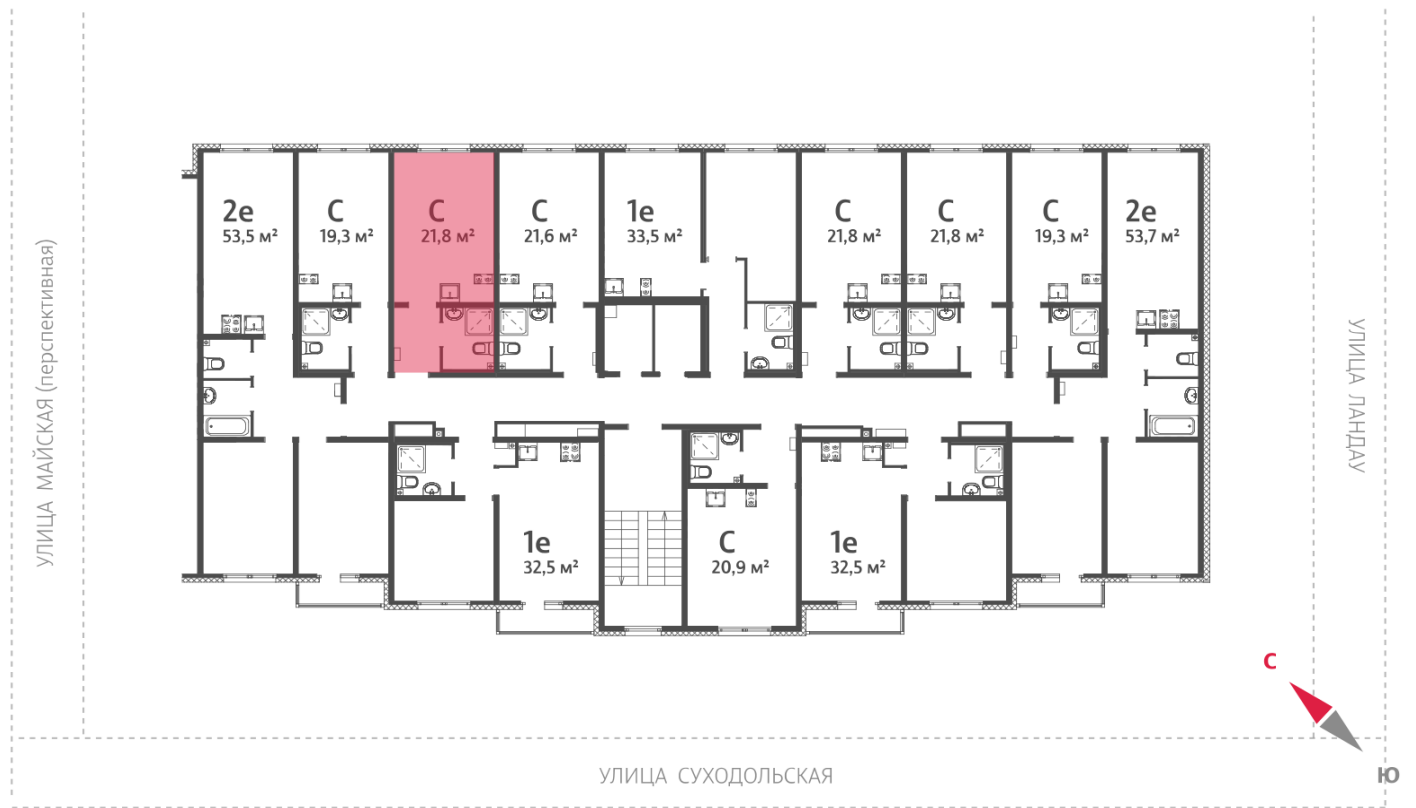 2е
53,5 м²
С
19,3 м²
С
21,8 м²
С
21,6 м²
1е
33,5 м²
С
21,8 м²
С
21,8 м²
С
19,3 м²
2е
53,7 м²
УЛИЦА МАЙСКАЯ (перспективная)
УЛИЦА ЛАНДАУ
1е
32,5 м²
С
20,9 м²
1е
32,5 м²
С
Ю
УЛИЦА СУХОДОЛЬСКАЯ